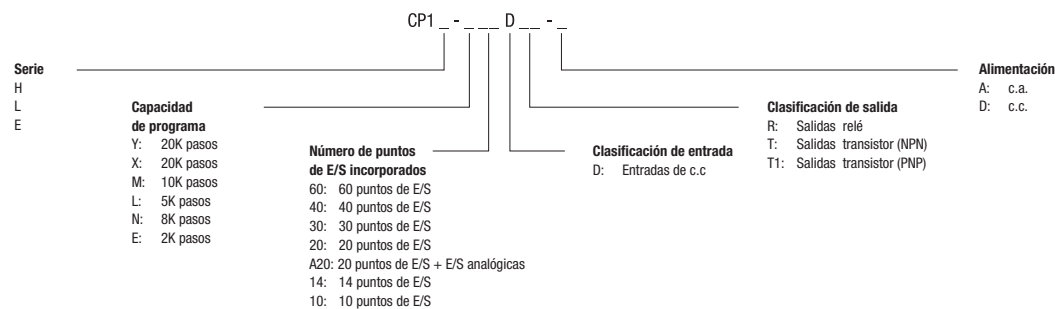 CP1 _ - _ _ _ D _ _ - _
Serie
H
L
E
Capacidad
de programa
Y: 20K pasos
X: 20K pasos
M: 10K pasos
L: 5K pasos
N: 8K pasos
E: 2K pasos
Número de puntos
de E/S incorporados
60: 60 puntos de E/S
40: 40 puntos de E/S
30: 30 puntos de E/S
20: 20 puntos de E/S
A20: 20 puntos de E/S + E/S analógicas
14: 14 puntos de E/S
10: 10 puntos de E/S
Clasificación de entrada
D: Entradas de c.c
Clasificación de salida
R: Salidas relé
T: Salidas transistor (NPN)
T1: Salidas transistor (PNP)
Alimentación
A: c.a.
D: c.c.